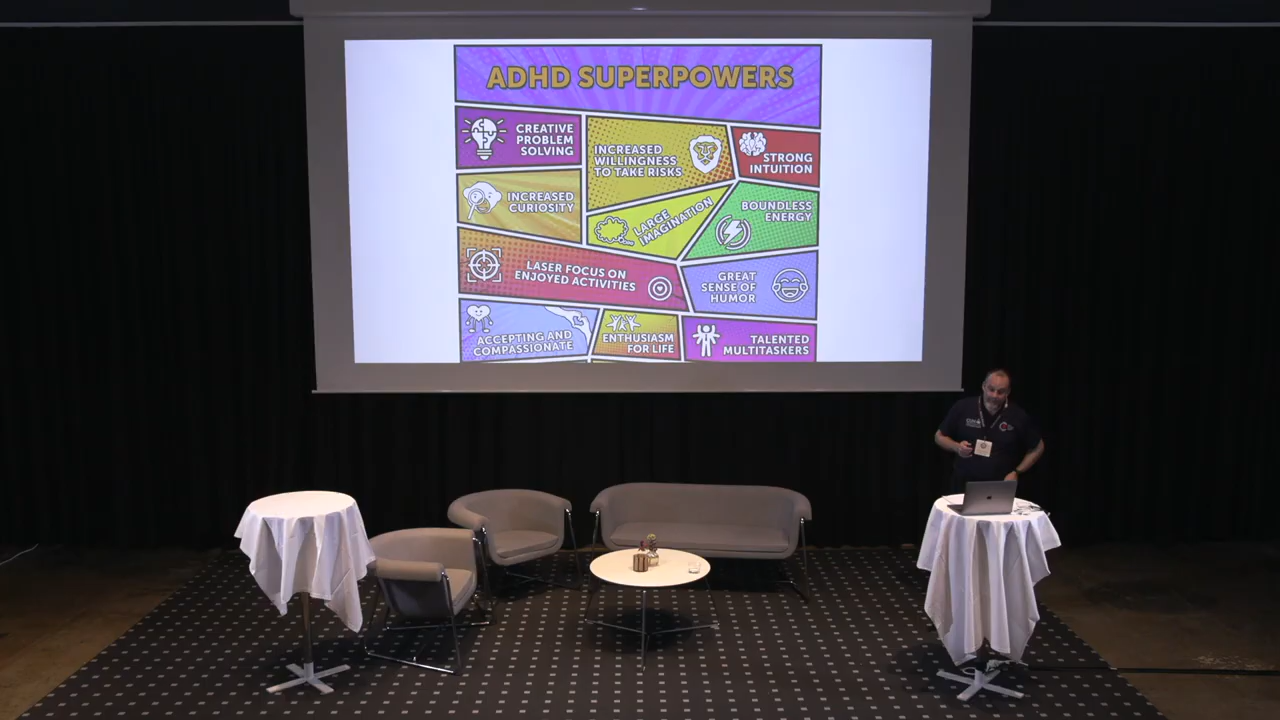 ADHD SUPERPOWERS
CREATIVE
PROBLEM
SOLVING
INCREASED
WILLINGNESS
TO TAKE RISKS
STRONG
INTUITION
INCREASED
CURIOSITY
LARGE
IMAGINATION
BOUNDLESS
ENERGY
LASER FOCUS ON
ENJOYED ACTIVITIES
GREAT
SENSE OF
HUMOR
ACCEPTING AND
COMPASSIONATE
ENTHUSIASM
FOR LIFE
TALENTED
MULTITASKERS